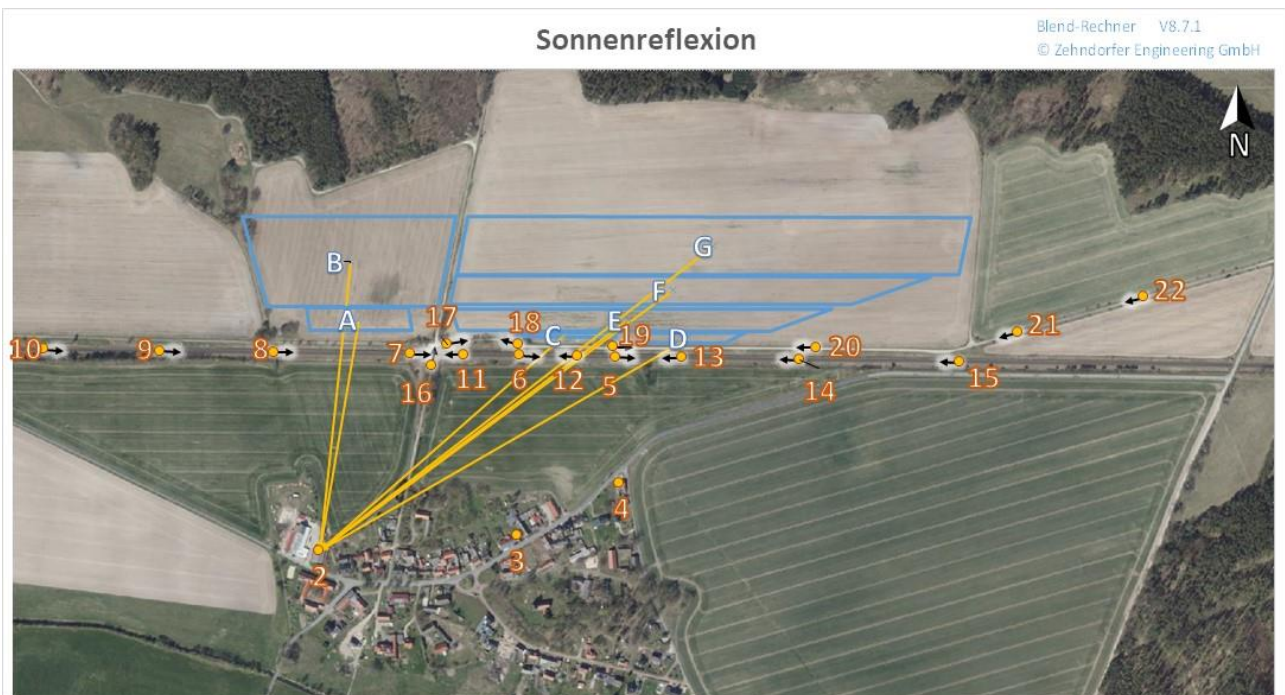 Sonnenreflexion
Blend-Rechner V8.7.1
© Zehndorfer Engineering GmbH
N
B
G
F
A
17
18
C
E
19
D
22
21
10
9
8
7
11
6
12
5
13
20
14
15
16
4
3
2